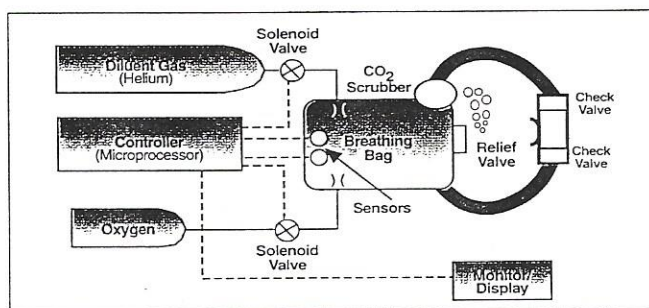 Solenoid
Valve
Diluent Gas
(Helium)
CO2
Scrubber
Check
Valve
Controller
(Microprocessor)
Breathing
Bag
Relief
Valve
Check
Valve
Sensors
Oxygen
Solenoid
Valve
Monitor/
Display